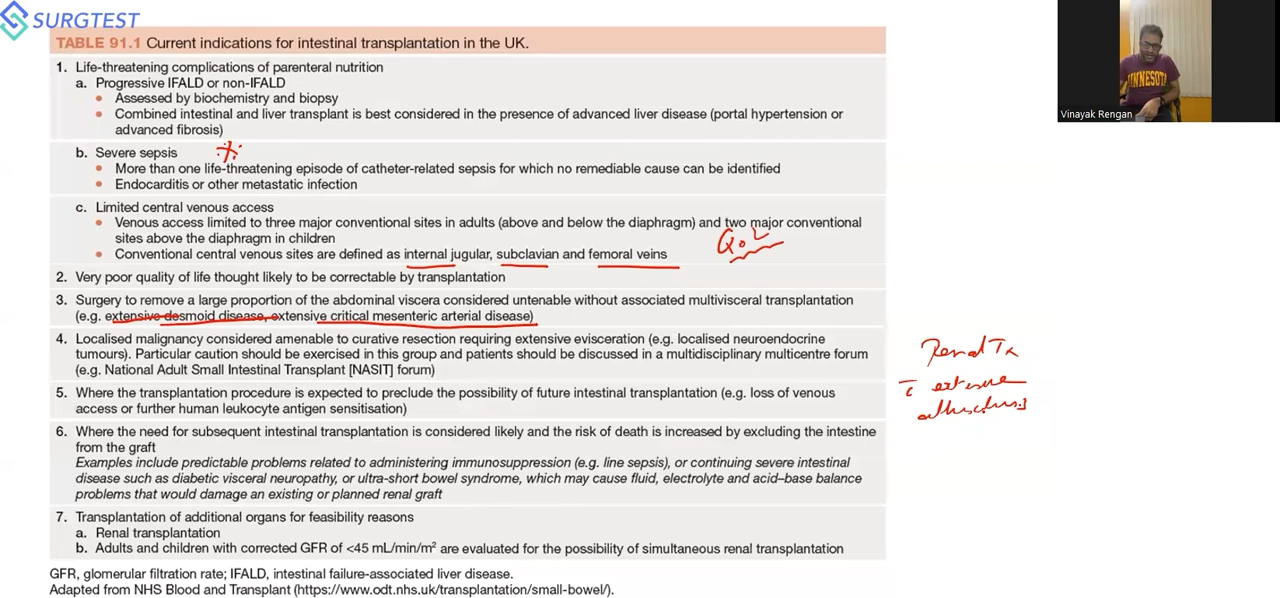 SURGTEST
TABLE 91.1 Current indications for intestinal transplantation in the UK.
1. Life-threatening complications of parenteral nutrition
a. Progressive IFALD or non-IFALD
• Assessed by biochemistry and biopsy
• Combined intestinal and liver transplant is best considered in the presence of advanced liver disease (portal hypertension or
advanced fibrosis)
b. Severe sepsis
• More than one life-threatening episode of catheter-related sepsis for which no remediable cause can be identified
• Endocarditis or other metastatic infection
c. Limited central venous access
• Venous access limited to three major conventional sites in adults (above and below the diaphragm) and two major conventional
sites above the diaphragm in children
• Conventional central venous sites are defined as internal jugular, subclavian and femoral veins
2. Very poor quality of life thought likely to be correctable by transplantation
3. Surgery to remove a large proportion of the abdominal viscera considered untenable without associated multivisceral transplantation
(e.g. extensive desmoid disease, extensive critical mesenteric arterial disease)
4. Localised malignancy considered amenable to curative resection requiring extensive evisceration (e.g. localised neuroendocrine
tumours). Particular caution should be exercised in this group and patients should be discussed in a multidisciplinary multicentre forum
(e.g. National Adult Small Intestinal Transplant [NASIT] forum)
5. Where the transplantation procedure is expected to preclude the possibility of future intestinal transplantation (e.g. loss of venous
access or further human leukocyte antigen sensitisation)
6. Where the need for subsequent intestinal transplantation is considered likely and the risk of death is increased by excluding the intestine
from the graft
Examples include predictable problems related to administering immunosuppression (e.g. line sepsis), or continuing severe intestinal
disease such as diabetic visceral neuropathy, or ultra-short bowel syndrome, which may cause fluid, electrolyte and acid–base balance
problems that would damage an existing or planned renal graft
7. Transplantation of additional organs for feasibility reasons
a. Renal transplantation
b. Adults and children with corrected GFR of <45 mL/min/m² are evaluated for the possibility of simultaneous renal transplantation
GFR, glomerular filtration rate; IFALD, intestinal failure-associated liver disease.
Adapted from NHS Blood and Transplant (https://www.odt.nhs.uk/transplantation/small-bowel/).
QoL
Renal Tx
MINNESOTA
Vinayak Rengan